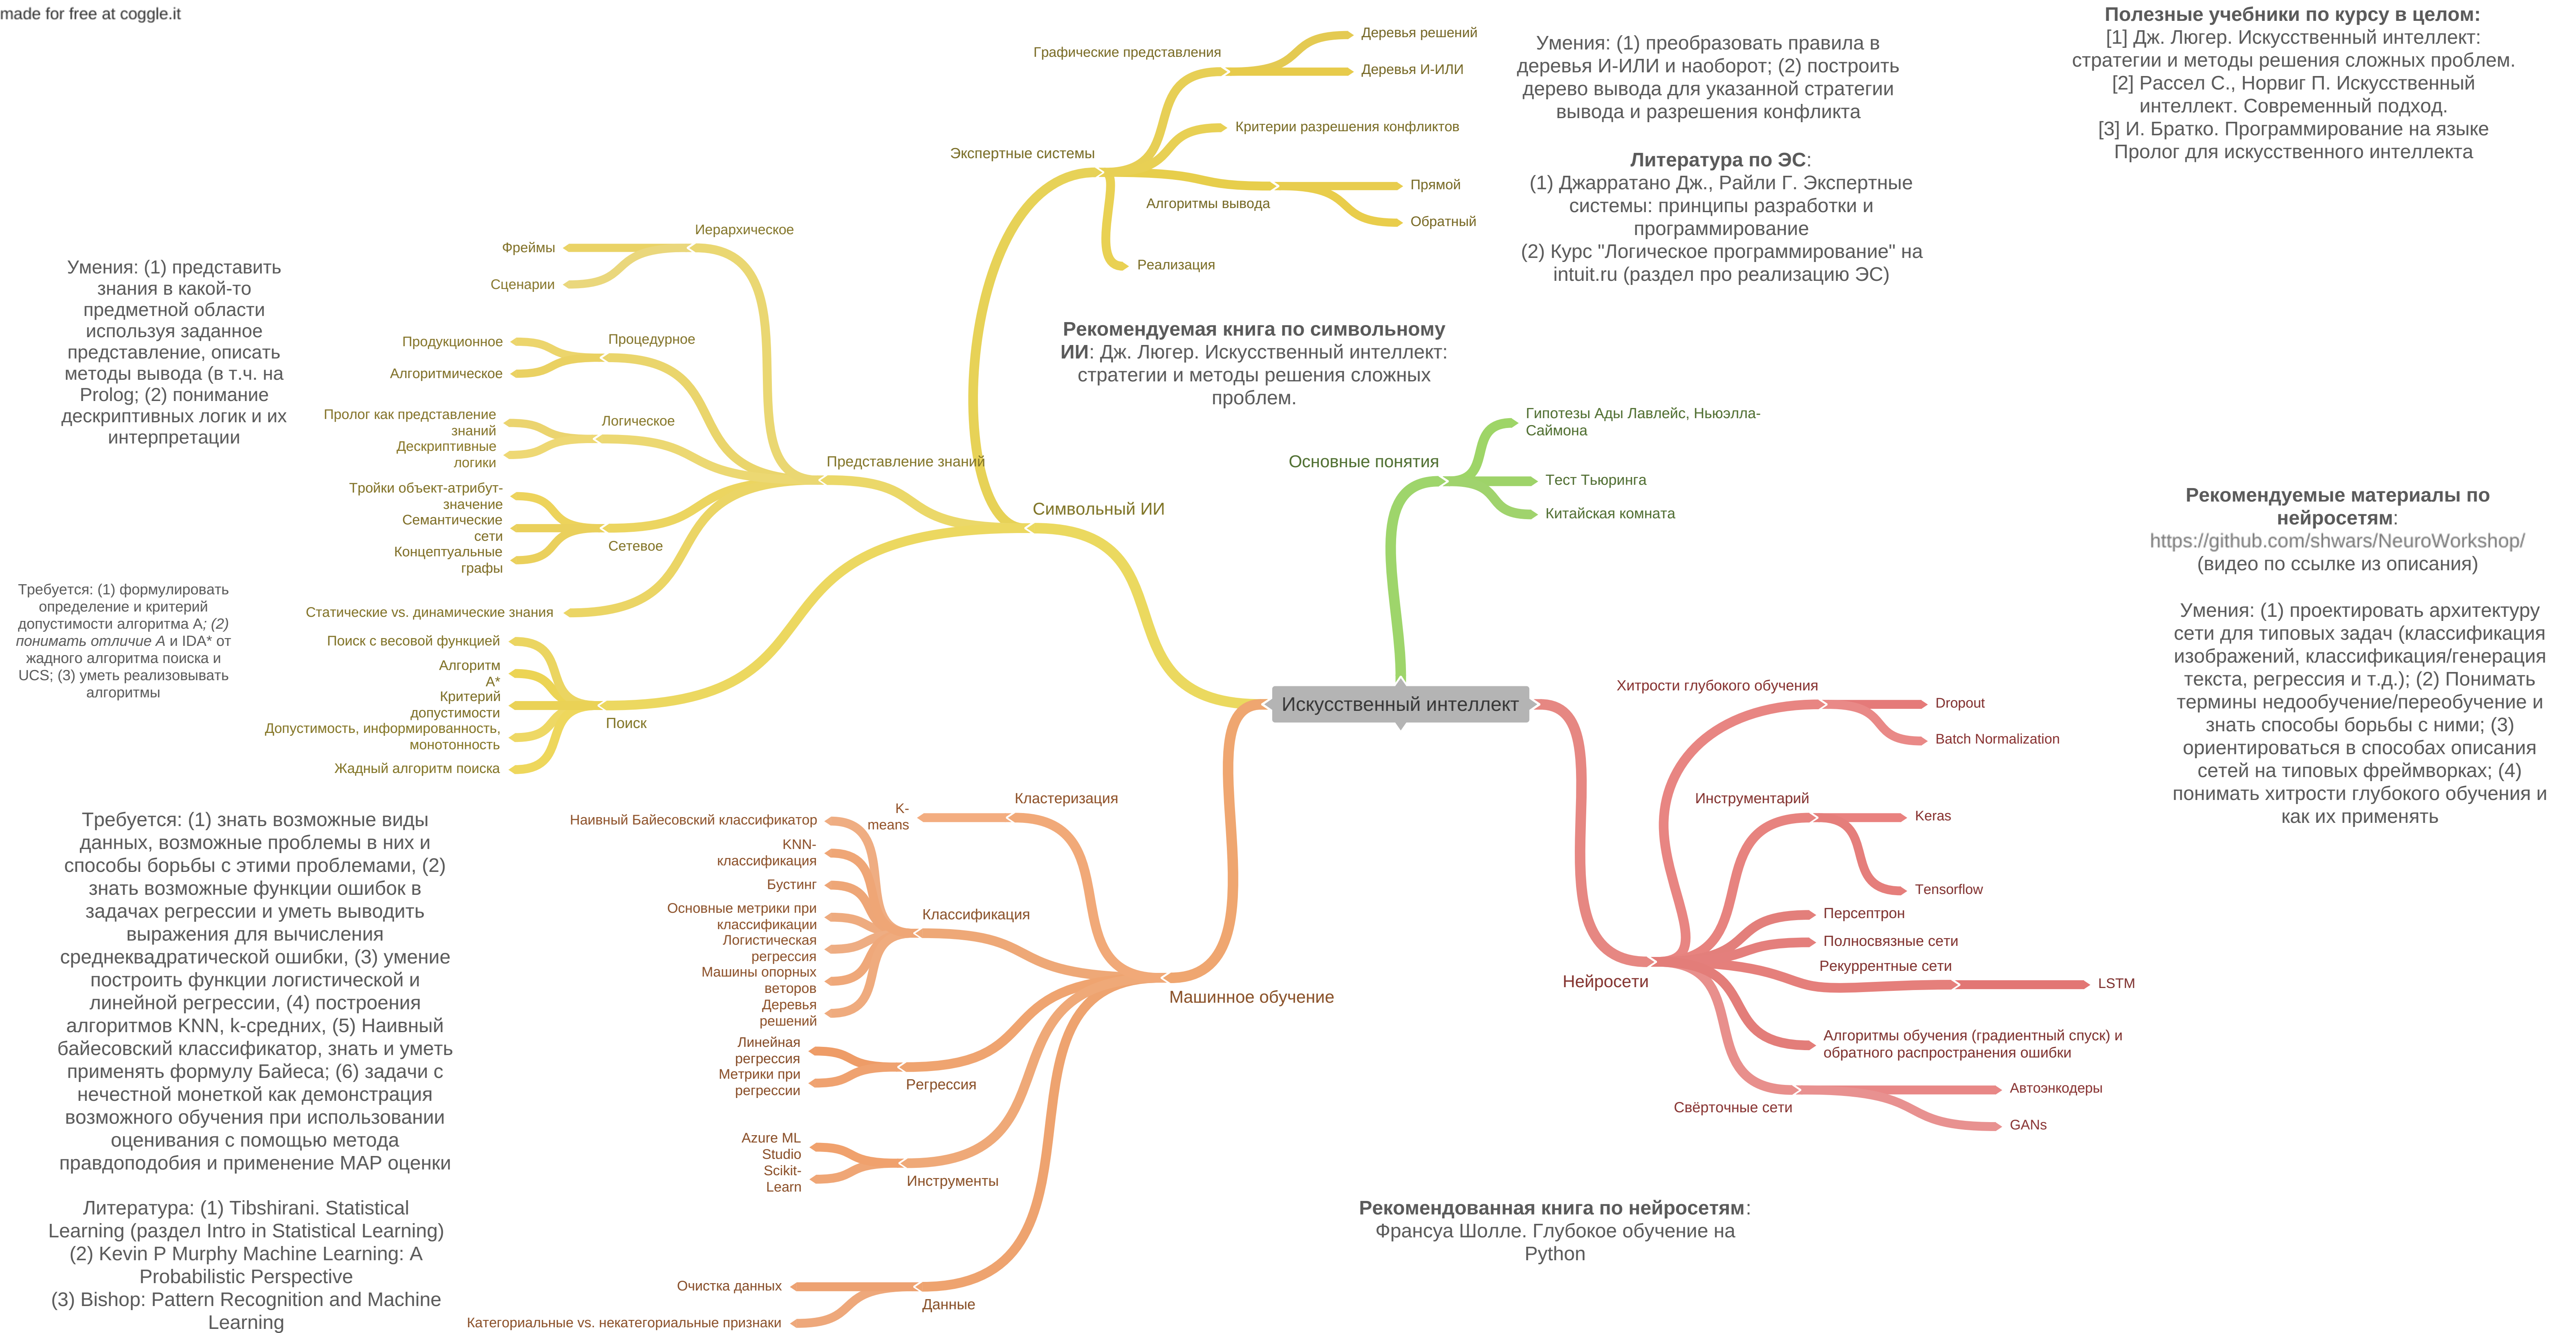 made for free at coggle.it
Полезные учебники по курсу в целом:
[1] Дж. Люгер. Искусственный интеллект:
стратегии и методы решения сложных проблем.
[2] Рассел С., Норвиг П. Искусственный
интеллект. Современный подход.
[3] И. Братко. Программирование на языке
Пролог для искусственного интеллекта
Графические представления
Деревья решений
Деревья И-ИЛИ
Критерии разрешения конфликтов
Экспертные системы
Прямой
Алгоритмы вывода
Обратный
Реализация
Умения: (1) преобразовать правила в
деревья И-ИЛИ и наоборот; (2) построить
дерево вывода для указанной стратегии
вывода и разрешения конфликта
Литература по ЭС:
(1) Джарратано Дж., Райли Г. Экспертные
системы: принципы разработки и
программирование
(2) Курс "Логическое программирование" на
intuit.ru (раздел про реализацию ЭС)
Рекомендуемая книга по символьному
ИИ: Дж. Люгер. Искусственный интеллект:
стратегии и методы решения сложных
проблем.
Умения: (1) представить
знания в какой-то
предметной области
используя заданное
представление, описать
методы вывода (в т.ч. на
Prolog; (2) понимание
дескриптивных логик и их
интерпретации
Иерархическое
Фреймы
Сценарии
Процедурное
Продукционное
Алгоритмическое
Логическое
Пролог как представление
знаний
Дескриптивные
логики
Представление знаний
Тройки объект-атрибут-
значение
Семантические
сети
Концептуальные
графы
Сетевое
Статические vs. динамические знания
Символьный ИИ
Требуется: (1) формулировать
определение и критерий
допустимости алгоритма A; (2)
понимать отличие A и IDA* от
жадного алгоритма поиска и
UCS; (3) уметь реализовывать
алгоритмы
Поиск с весовой функцией
Алгоритм
A*
Критерий
допустимости
Допустимость, информированность,
монотонность
Жадный алгоритм поиска
Поиск
Основные понятия
Гипотезы Ады Лавлейс, Ньюэлла-
Саймона
Тест Тьюринга
Китайская комната
Искусственный интеллект
Рекомендуемые материалы по
нейросетям:
https://github.com/shwars/NeuroWorkshop/
(видео по ссылке из описания)
Умения: (1) проектировать архитектуру
сети для типовых задач (классификация
изображений, классификация/генерация
текста, регрессия и т.д.); (2) Понимать
термины недообучение/переобучение и
знать способы борьбы с ними; (3)
ориентироваться в способах описания
сетей на типовых фреймворках; (4)
понимать хитрости глубокого обучения и
как их применять
Хитрости глубокого обучения
Dropout
Batch Normalization
Инструментарий
Keras
Tensorflow
Персептрон
Полносвязные сети
Рекуррентные сети
LSTM
Нейросети
Алгоритмы обучения (градиентный спуск) и
обратного распространения ошибки
Свёрточные сети
Автоэнкодеры
GANs
Рекомендованная книга по нейросетям:
Франсуа Шолле. Глубокое обучение на
Python
Требуется: (1) знать возможные виды
данных, возможные проблемы в них и
способы борьбы с этими проблемами, (2)
знать возможные функции ошибок в
задачах регрессии и уметь выводить
выражения для вычисления
среднеквадратической ошибки, (3) умение
построить функции логистической и
линейной регрессии, (4) построения
алгоритмов KNN, k-средних, (5) Наивный
байесовский классификатор, знать и уметь
применять формулу Байеса; (6) задачи с
нечестной монеткой как демонстрация
возможного обучения при использовании
оценивания с помощью метода
правдоподобия и применение MAP оценки
Литература: (1) Tibshirani. Statistical
Learning (раздел Intro in Statistical Learning)
(2) Kevin P Murphy Machine Learning: A
Probabilistic Perspective
(3) Bishop: Pattern Recognition and Machine
Learning
Кластеризация
K-
means
Наивный Байесовский классификатор
KNN-
классификация
Бустинг
Основные метрики при
классификации
Логистическая
регрессия
Машины опорных
веторов
Деревья
решений
Классификация
Машинное обучение
Линейная
регрессия
Метрики при
регрессии
Регрессия
Azure ML
Studio
Scikit-
Learn
Инструменты
Очистка данных
Данные
Категориальные vs. некатегориальные признаки